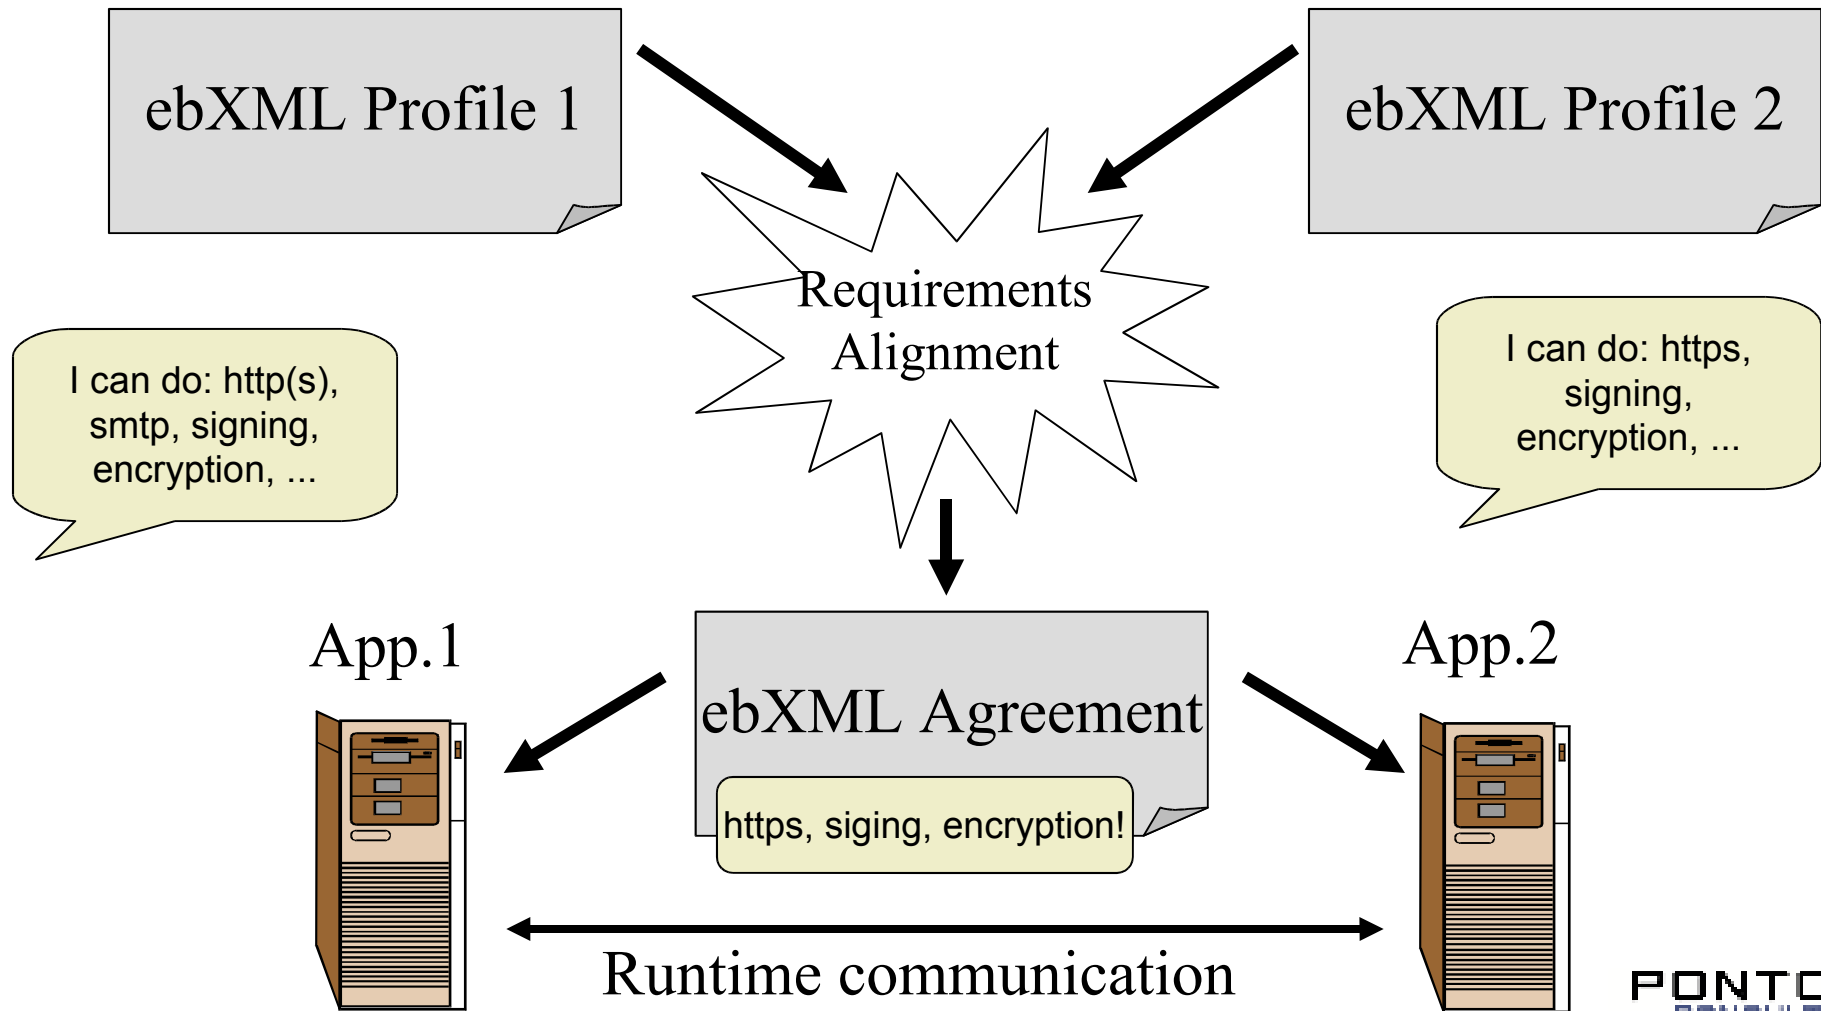 ebXML Profile 1
ebXML Profile 2
Requirements
Alignment
I can do: http(s),
smtp, signing,
encryption, ...
I can do: https,
signing,
encryption, ...
App.1
App.2
ebXML Agreement
https, siging, encryption!
Runtime communication